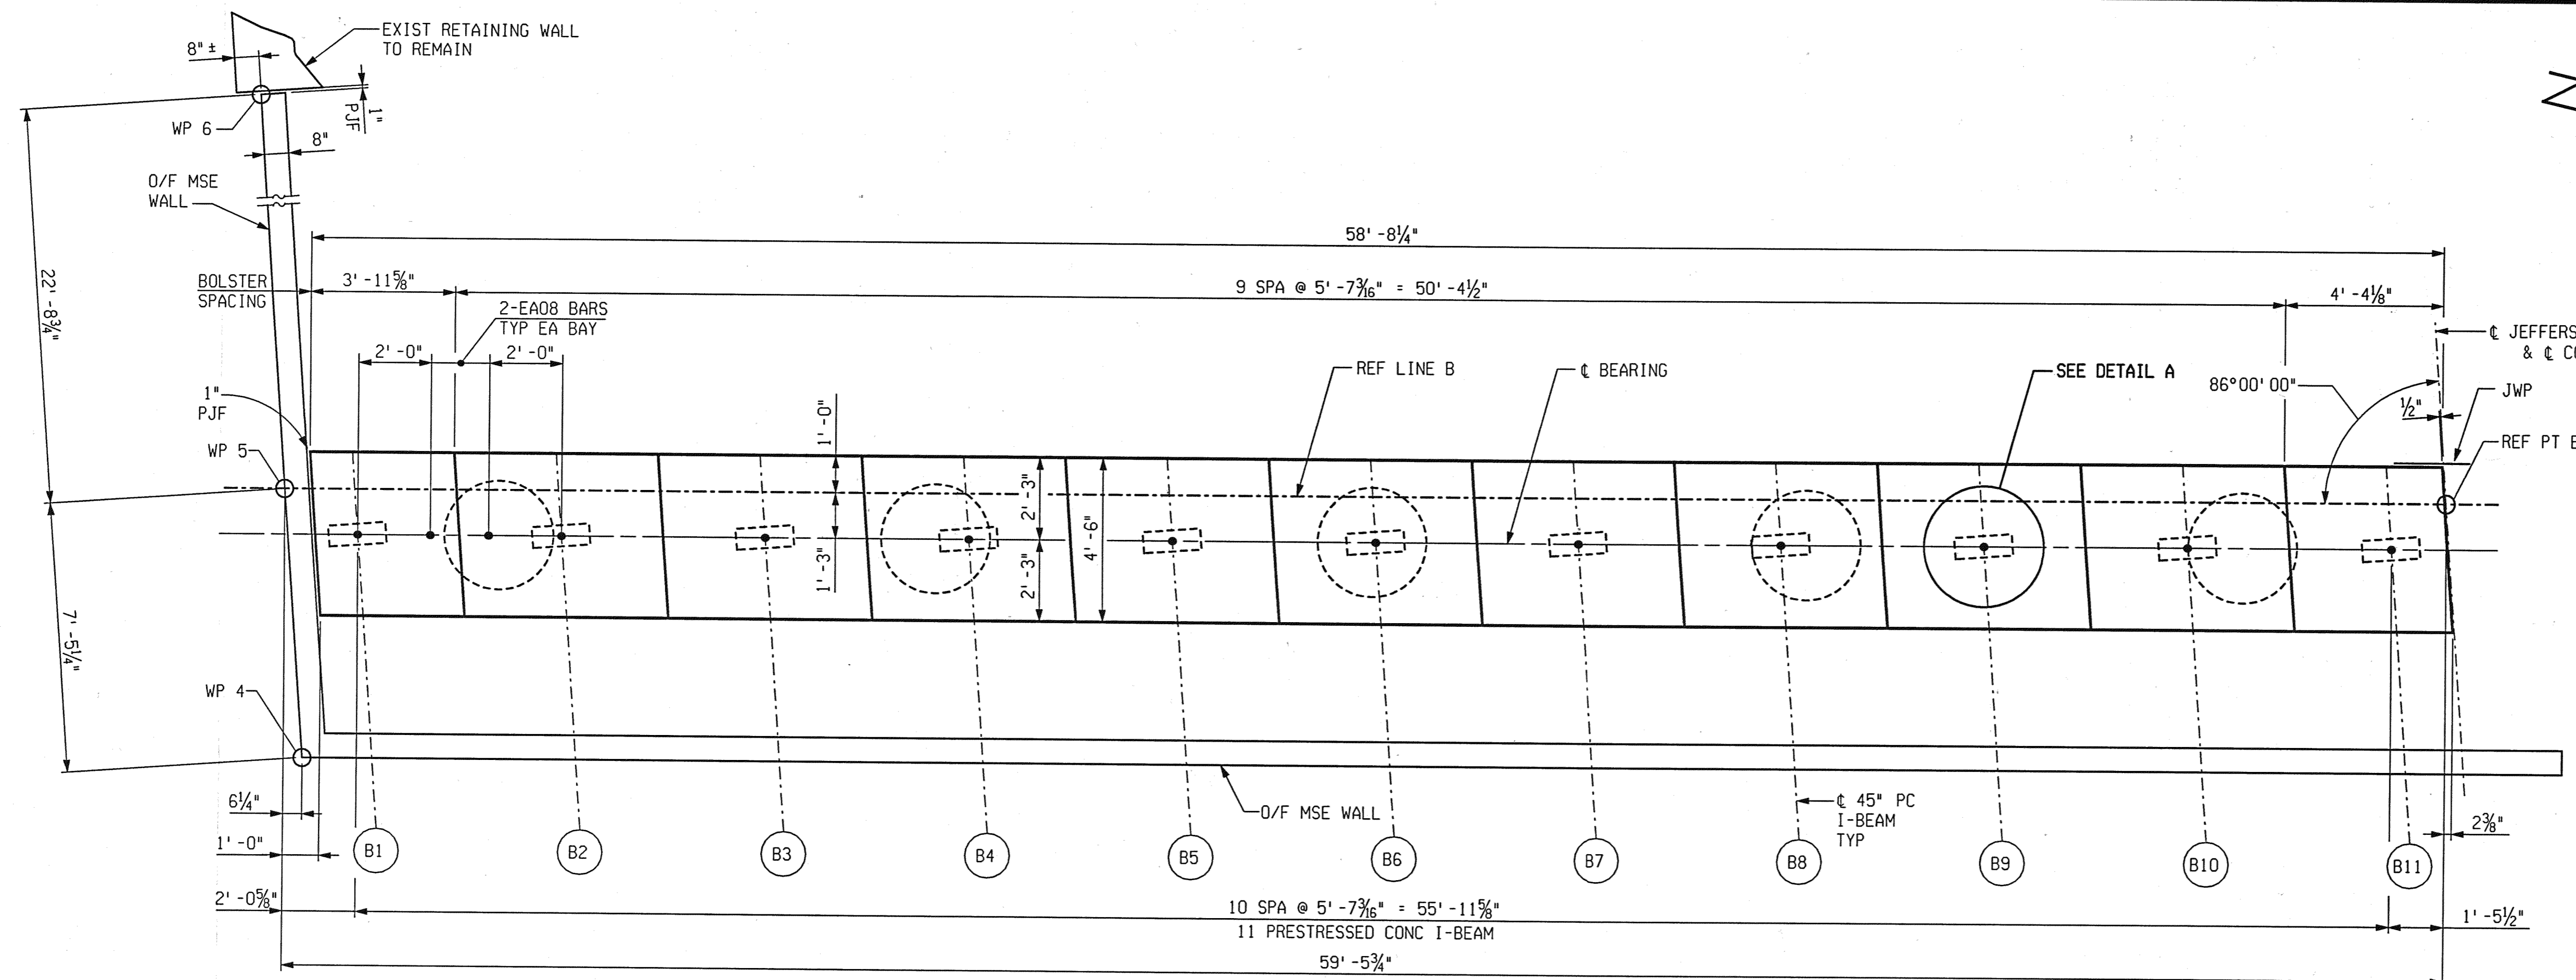 EXIST RETAINING WALL
TO REMAIN
8" ±
1"
PJF
WP 6
8"
O/F MSE
WALL
22'-8¾"
58'-8¼"
BOLSTER
SPACING
3'-11⅝"
9 SPA @ 5'-7³⁄₁₆" = 50'-4½"
4'-4⅛"
2-EA08 BARS
TYP EA BAY
2'-0"
2'-0"
REF LINE B
℄ BEARING
SEE DETAIL A
86°00'00"
℄ JEFFERS
& ℄ CO
JWP
½"
REF PT B
1"
PJF
WP 5
1'-0"
1'-3"
2'-3"
2'-3"
4'-6"
7'-5¼"
WP 4
6¼"
1'-0"
2'-0⅝"
O/F MSE WALL
℄ 45" PC
I-BEAM
TYP
2⅜"
B1
B2
B3
B4
B5
B6
B7
B8
B9
B10
B11
10 SPA @ 5'-7³⁄₁₆" = 55'-11⅝"
11 PRESTRESSED CONC I-BEAM
1'-5½"
59'-5¾"